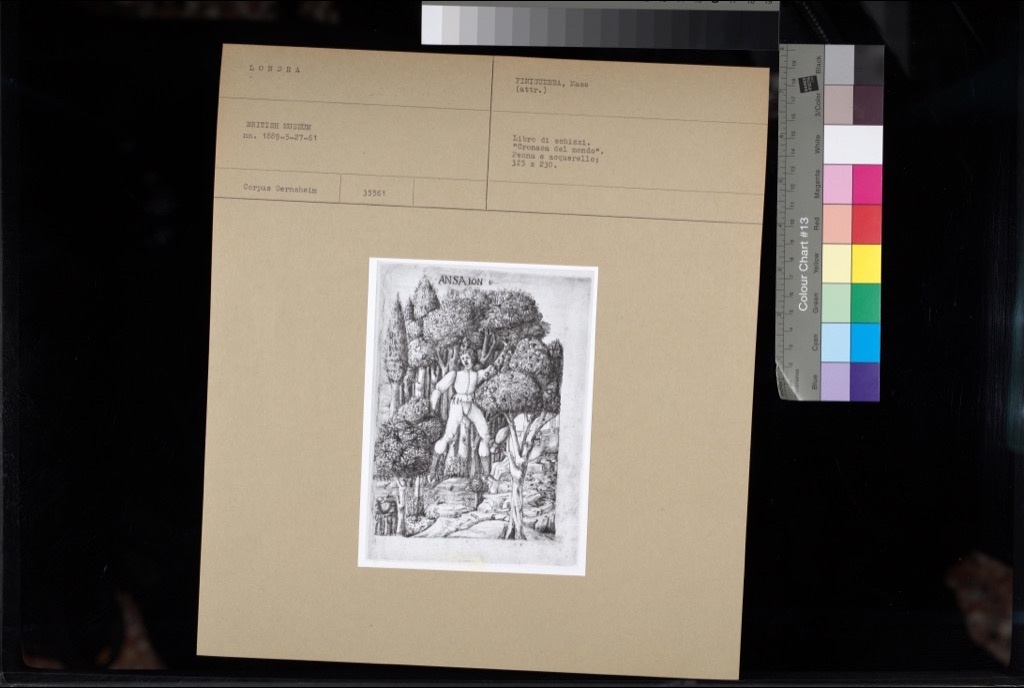 LONDRA
BRITISH MUSEUM
nn. 1889-5-27-61
Corpus Gernsheim
35561
FINIGUERRA, Maso
(attr.)
Libro di schizzi.
"Cronaca del mondo".
Penna e acquerello;
325 x 230.
ANSAION
Colour Chart #13
Black
3/Color
White
Magenta
Red
Yellow
Green
Cyan
Blue